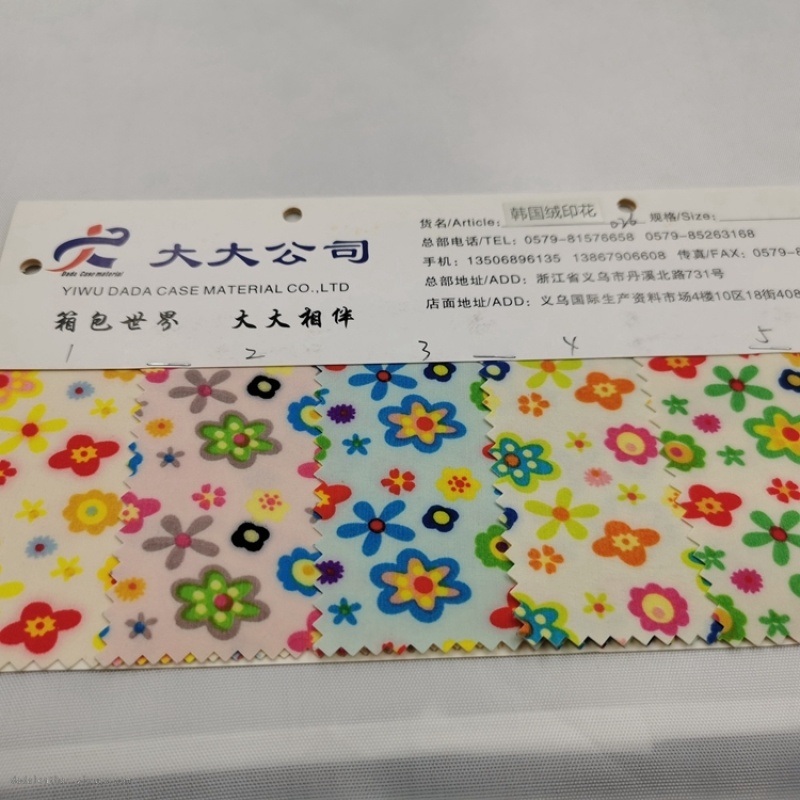 货名/Article: 韩国绒印花 规格/Size:
总部电话/TEL: 0579-81576658 0579-85263168
手机: 13506896135 13867906608 传真/FAX: 0579-8
总部地址/ADD: 浙江省义乌市丹溪北路731号
店面地址/ADD: 义乌国际生产资料市场4楼10区18街408
Dada Case material
大大公司
YIWU DADA CASE MATERIAL CO.,LTD
箱包世界 大大相伴
1 2 3 4 5